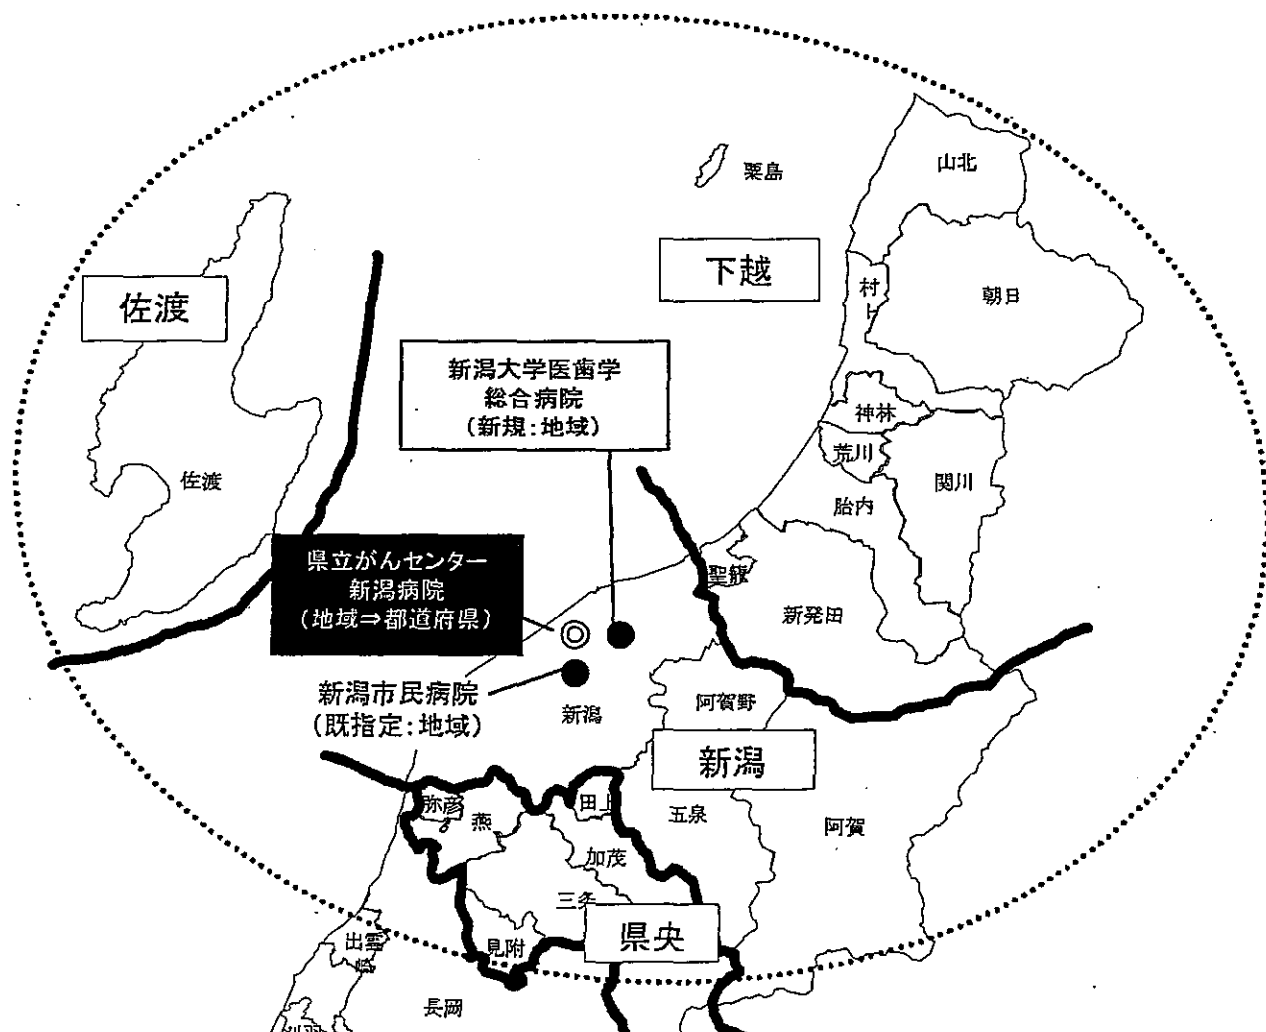 山北
粟島
下越
佐渡
村上
朝日
新潟大学医歯学
総合病院
(新規:地域)
神林
荒川
佐渡
関川
胎内
県立がんセンター
新潟病院
(地域⇒都道府県)
聖籠
新発田
新潟市民病院
(既指定:地域)
阿賀野
新潟
新潟
弥彦
燕
田上
五泉
阿賀
加茂
三条
県央
出雲
崎
見附
長岡
刈羽